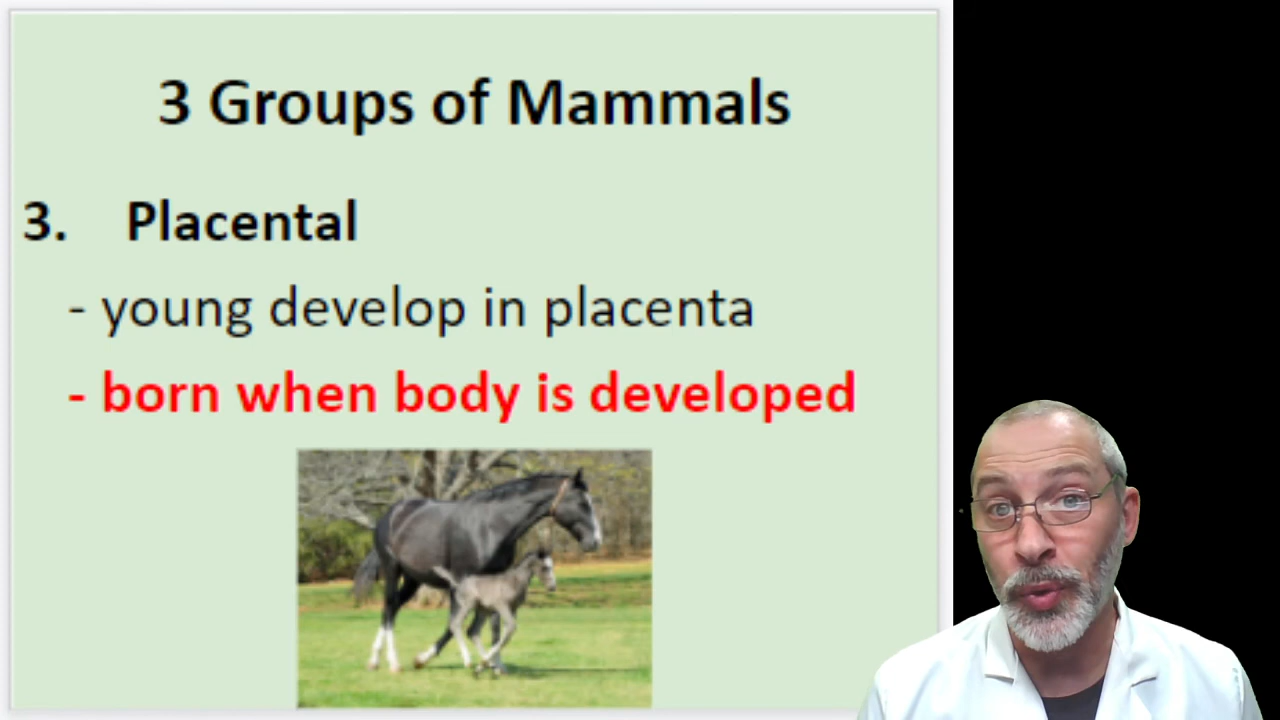 3 Groups of Mammals
3. Placental
- young develop in placenta
- born when body is developed